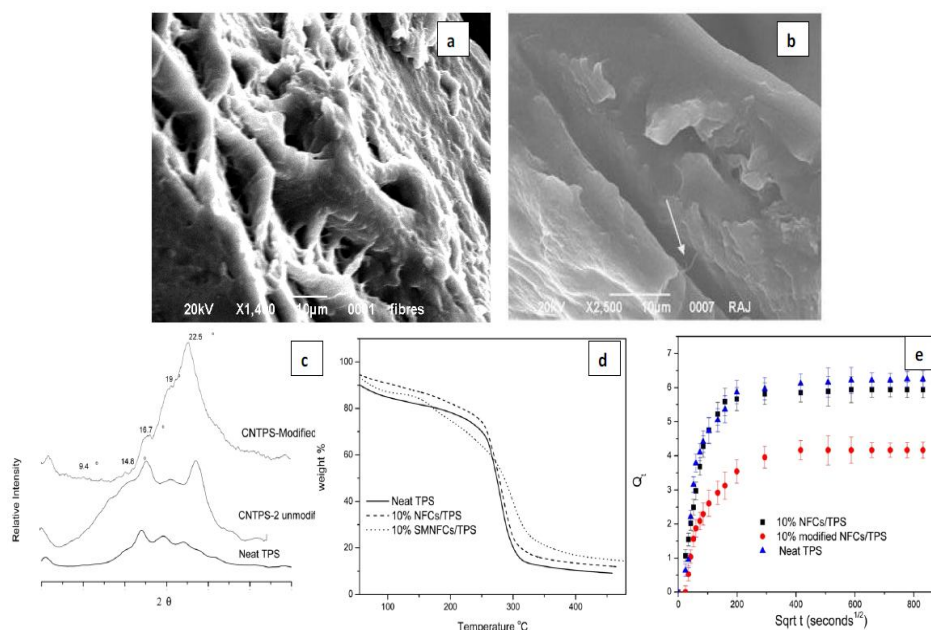 a
20kV X1,400 10µm 0001 fibres
b
20kV X2,500 10µm 0007 RAJ
c
22.5 °
19 °
16.7 °
14.8 °
9.4 °
CNTPS-Modified
CNTPS-2 unmodif
Neat TPS
Relative Intensity
2 θ
d
100
80
60
40
20
weight %
Neat TPS
10% NFCs/TPS
10% SMNFCs/TPS
100 200 300 400
Temperature °C
e
7
6
5
4
3
2
1
0
Qt
10% NFCs/TPS
10% modified NFCs/TPS
Neat TPS
0 200 400 600 800
Sqrt t (seconds1/2)